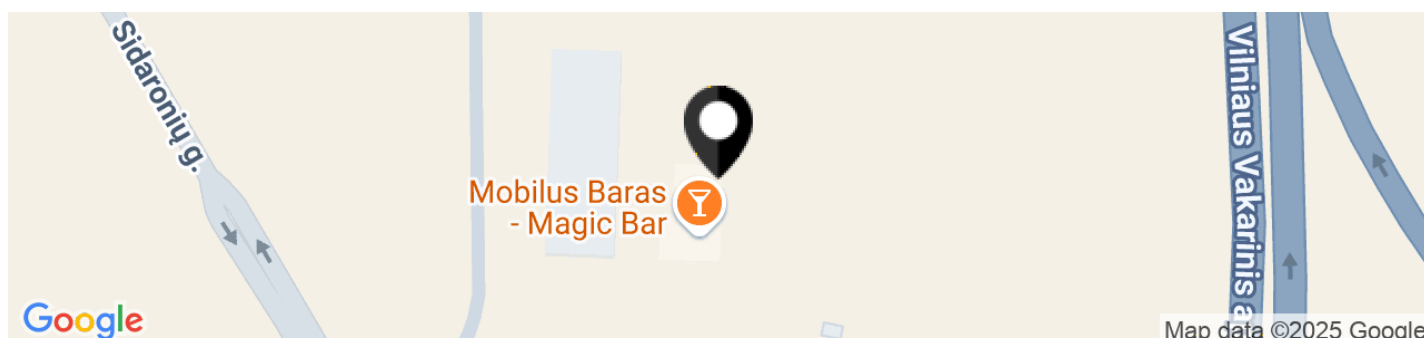 Sidaronių g.
Mobilus Baras
- Magic Bar
Vilniaus Vakarinis a
Google
Map data ©2025 Google